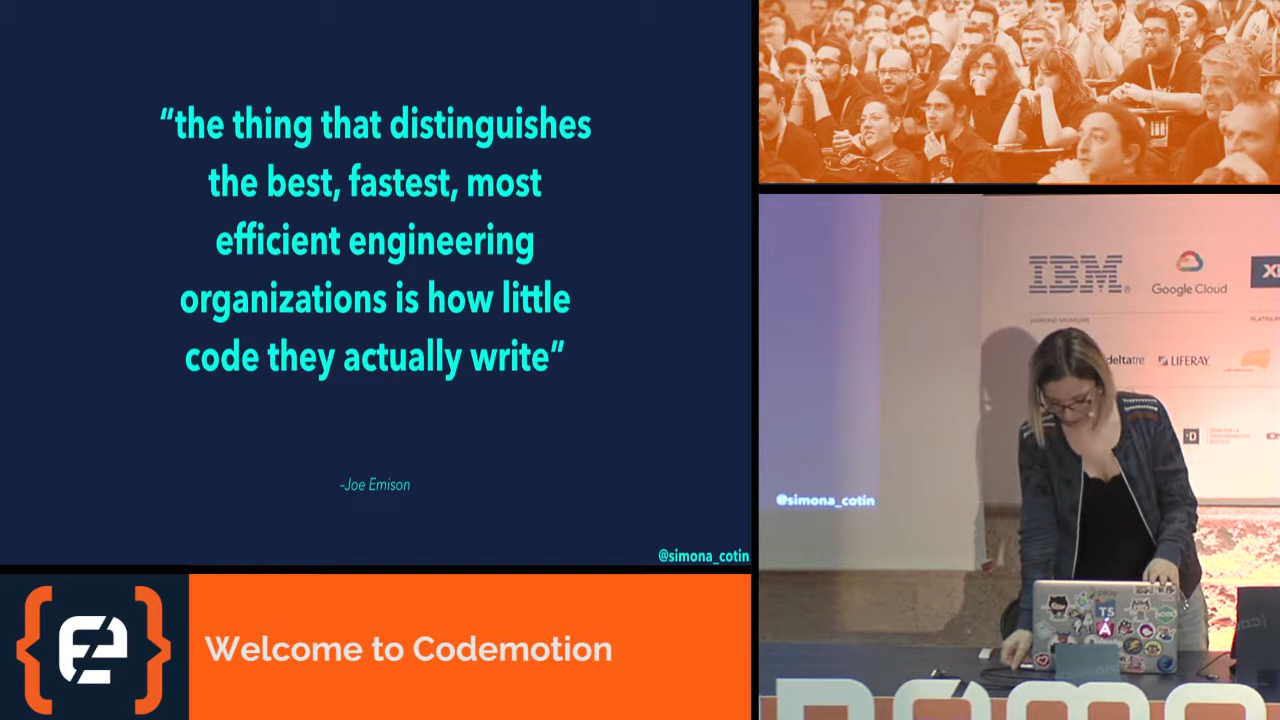 “the thing that distinguishes
the best, fastest, most
efficient engineering
organizations is how little
code they actually write”
–Joe Emison
@simona_cotin
Welcome to Codemotion
IBM
Google Cloud
deltatre
LIFERAY
@simona_cotin
TS
A